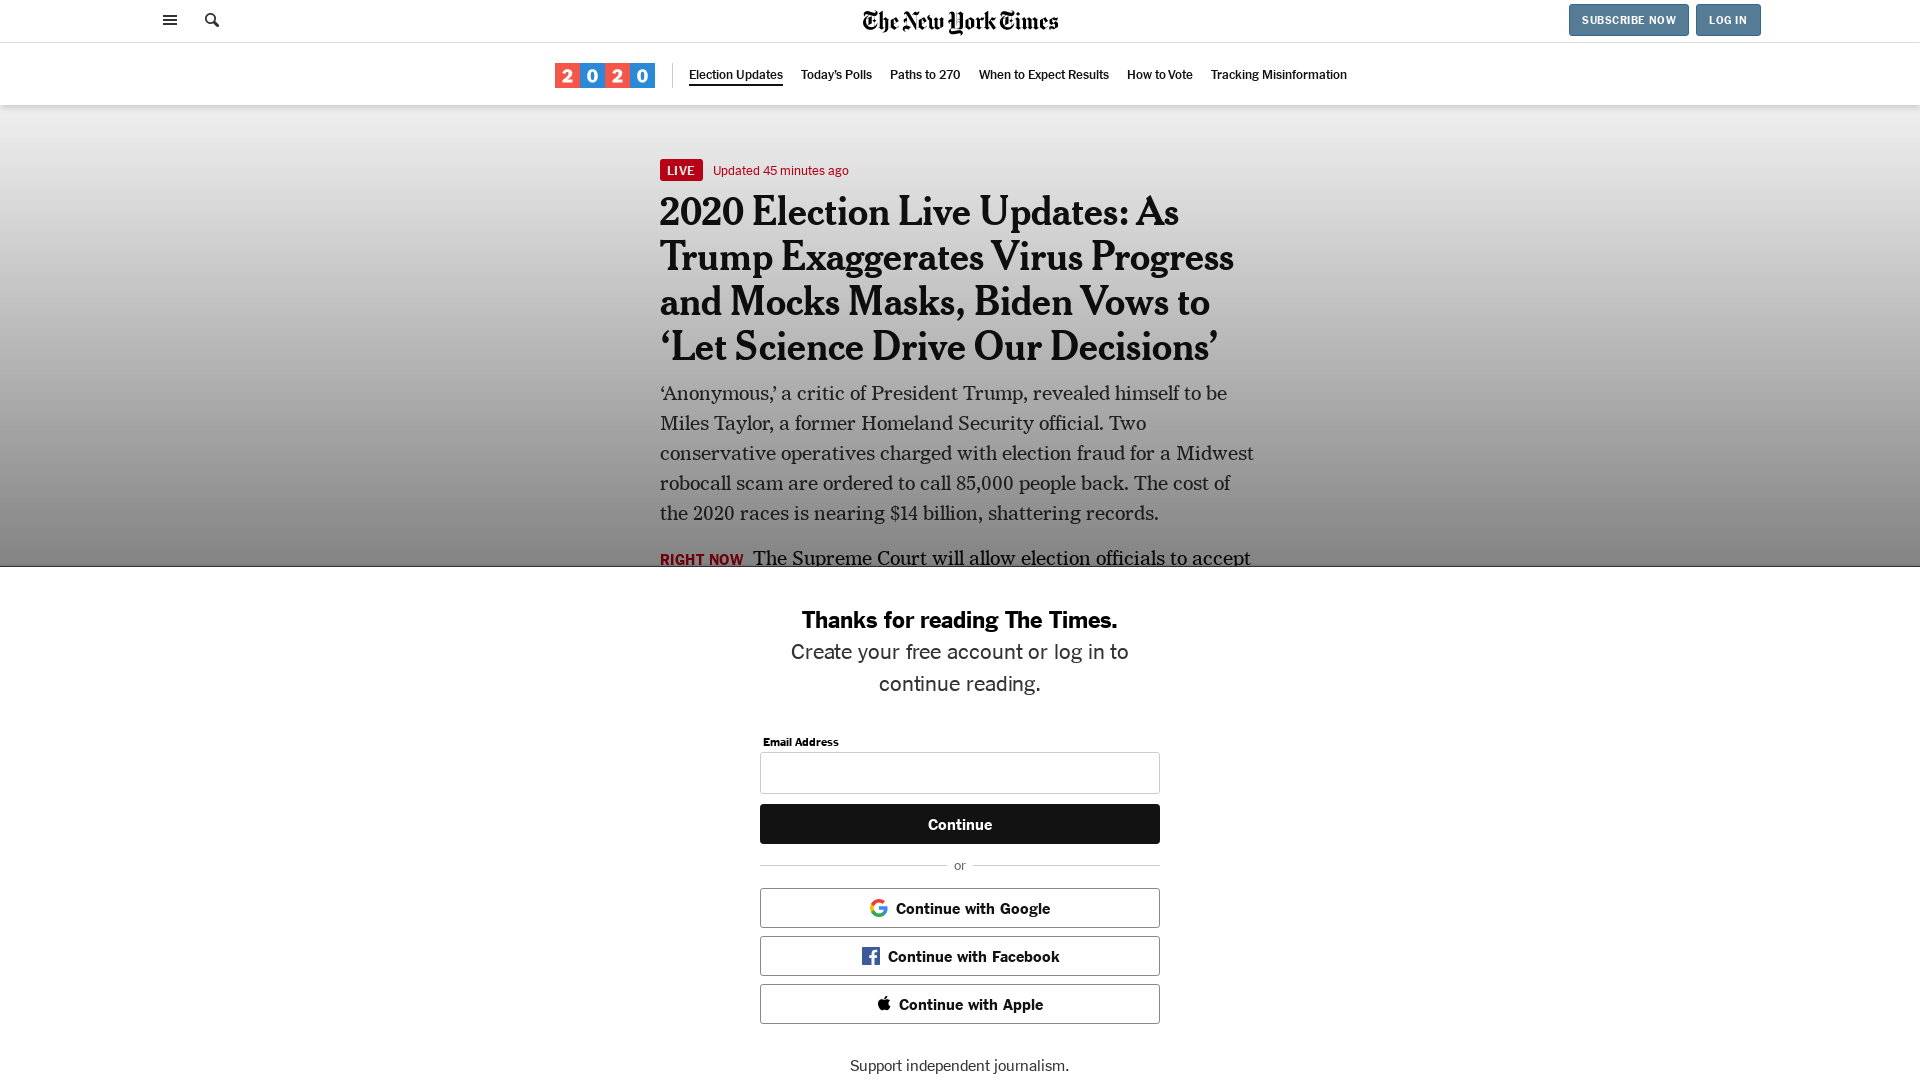 The New York Times
SUBSCRIBE NOW
LOG IN
2020
Election Updates
Today’s Polls
Paths to 270
When to Expect Results
How to Vote
Tracking Misinformation
LIVE
Updated 45 minutes ago
2020 Election Live Updates: As
Trump Exaggerates Virus Progress
and Mocks Masks, Biden Vows to
‘Let Science Drive Our Decisions’
‘Anonymous,’ a critic of President Trump, revealed himself to be
Miles Taylor, a former Homeland Security official. Two
conservative operatives charged with election fraud for a Midwest
robocall scam are ordered to call 85,000 people back. The cost of
the 2020 races is nearing $14 billion, shattering records.
RIGHT NOW The Supreme Court will allow election officials to accept
Thanks for reading The Times.
Create your free account or log in to
continue reading.
Email Address
Continue
or
Continue with Google
Continue with Facebook
Continue with Apple
Support independent journalism.